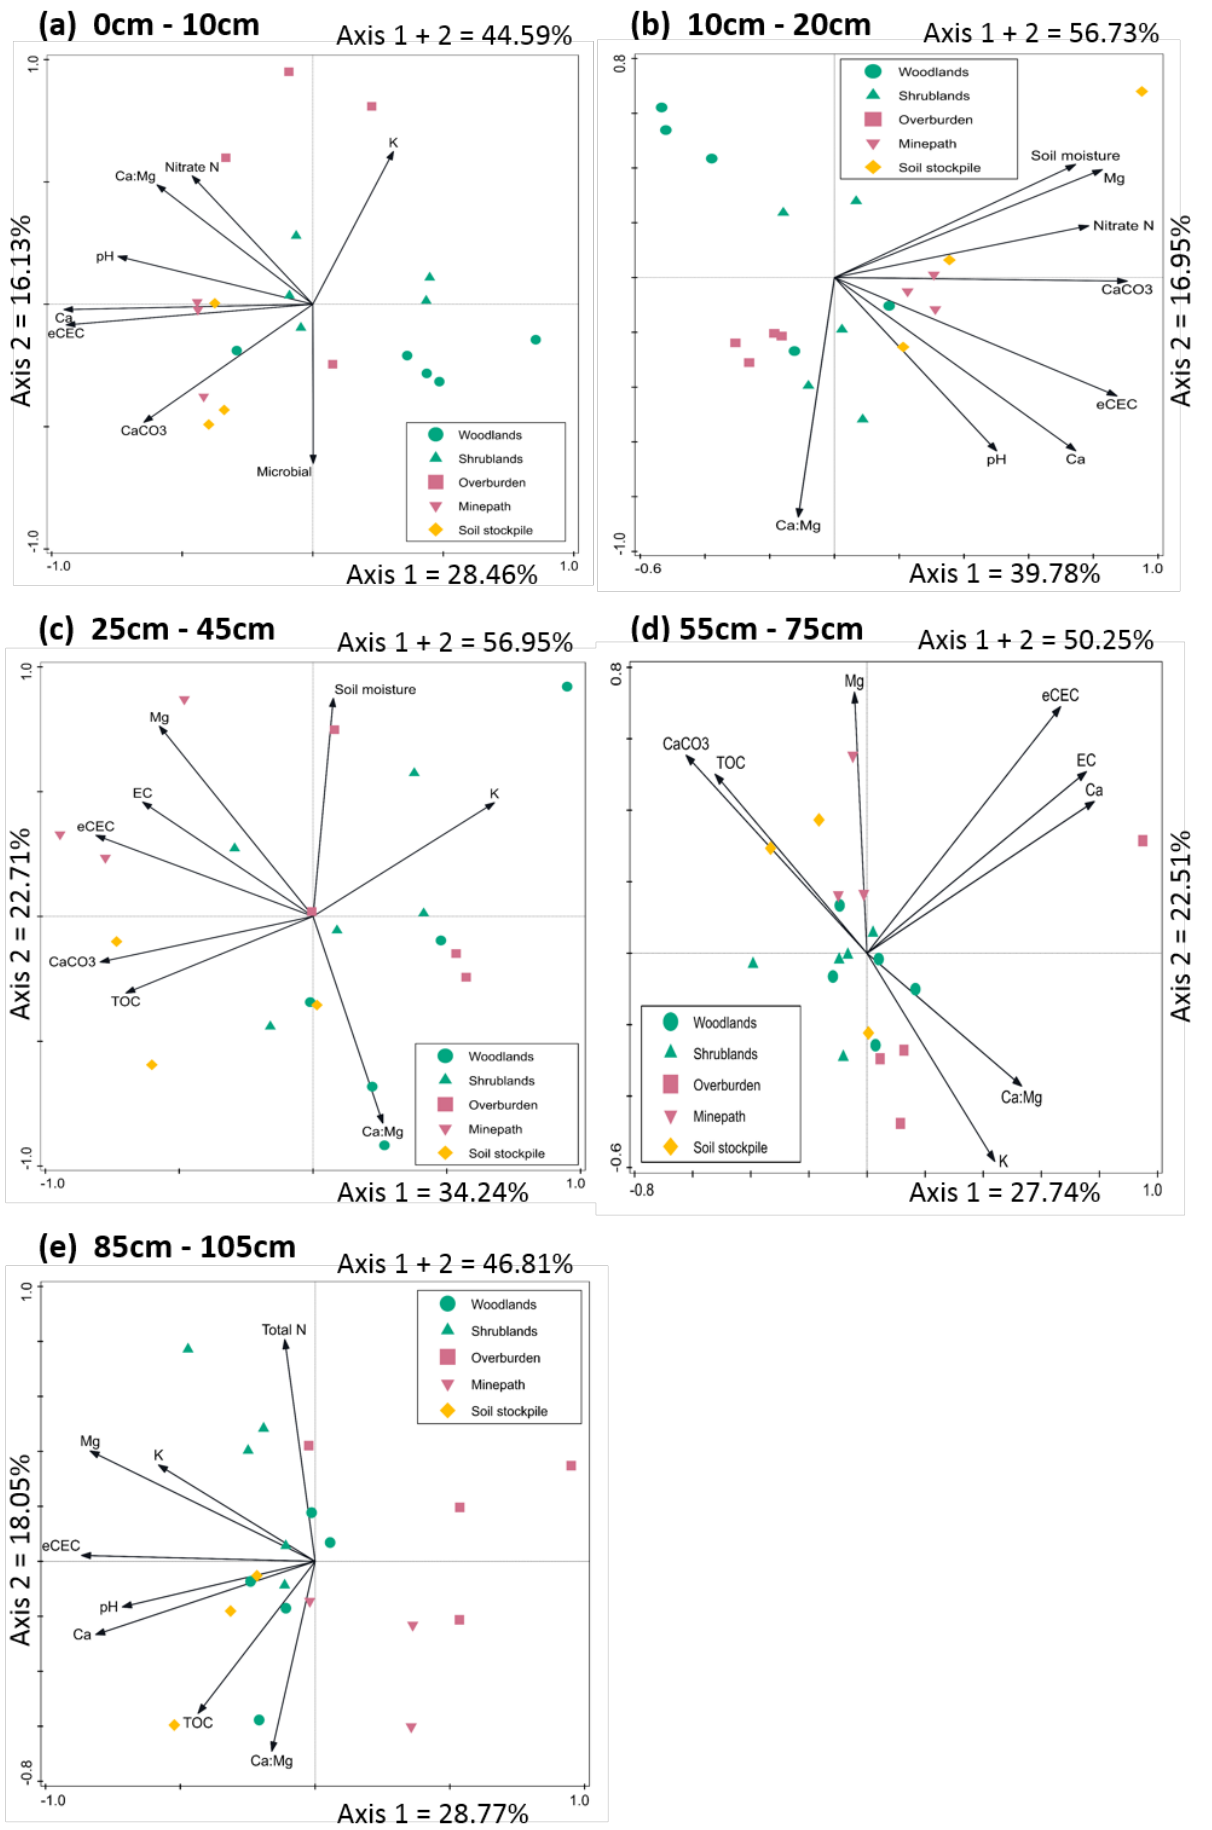 (a) 0cm - 10cm
Axis 1 + 2 = 44.59%
1.0
K
Nitrate N
Ca:Mg
pH
Ca
eCEC
CaCO3
Microbial
Axis 2 = 16.13%
Woodlands
Shrublands
Overburden
Minepath
Soil stockpile
-1.0
-1.0
1.0
Axis 1 = 28.46%
(b) 10cm - 20cm
Axis 1 + 2 = 56.73%
0.8
Woodlands
Shrublands
Overburden
Minepath
Soil stockpile
Soil moisture
Mg
Nitrate N
CaCO3
eCEC
pH
Ca
Ca:Mg
Axis 2 = 16.95%
-1.0
-0.6
1.0
Axis 1 = 39.78%
(c) 25cm - 45cm
Axis 1 + 2 = 56.95%
1.0
Soil moisture
Mg
EC
K
eCEC
CaCO3
TOC
Ca:Mg
Axis 2 = 22.71%
Woodlands
Shrublands
Overburden
Minepath
Soil stockpile
-1.0
-1.0
1.0
Axis 1 = 34.24%
(d) 55cm - 75cm
Axis 1 + 2 = 50.25%
0.8
Mg
eCEC
CaCO3
TOC
EC
Ca
Ca:Mg
K
Axis 2 = 22.51%
Woodlands
Shrublands
Overburden
Minepath
Soil stockpile
-0.6
-0.8
1.0
Axis 1 = 27.74%
(e) 85cm - 105cm
Axis 1 + 2 = 46.81%
1.0
Woodlands
Shrublands
Overburden
Minepath
Soil stockpile
Total N
Mg
K
eCEC
pH
Ca
TOC
Ca:Mg
Axis 2 = 18.05%
-0.8
-1.0
1.0
Axis 1 = 28.77%